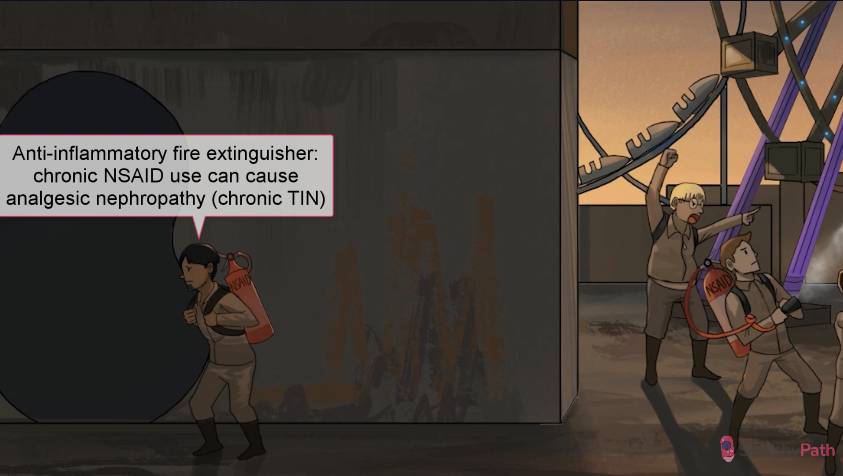 Anti-inflammatory fire extinguisher:
chronic NSAID use can cause
analgesic nephropathy (chronic TIN)
NSAID
NSAID
Path